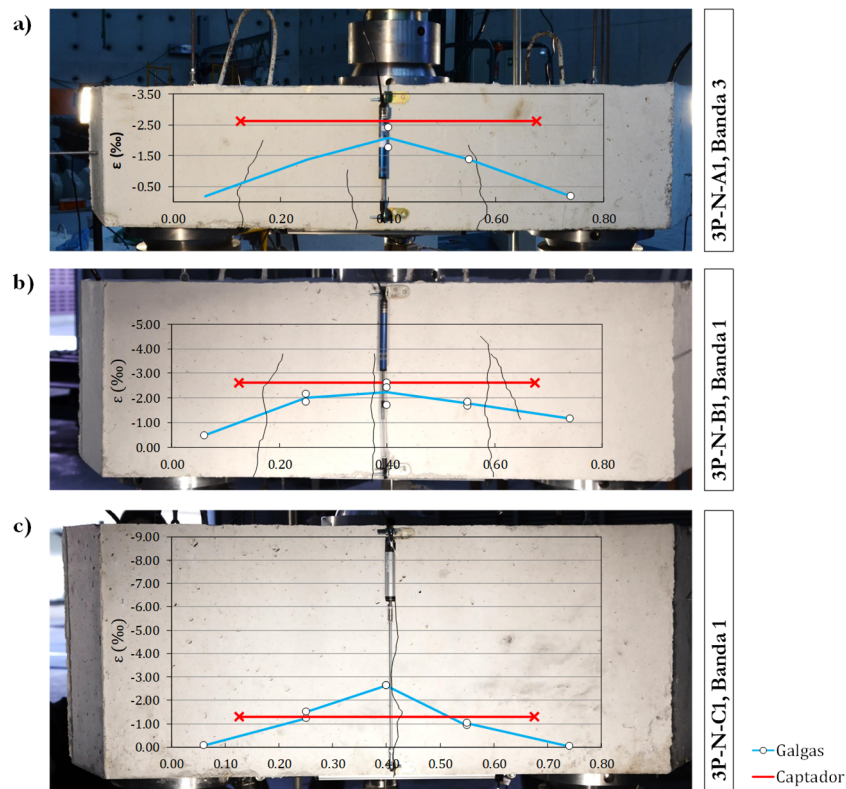 a)
-3.50
-2.50
-1.50
-0.50
ε (‰)
0.00 0.20 0.40 0.60 0.80
3P-N-A1, Banda 3
b)
-5.00
-4.00
-3.00
-2.00
-1.00
0.00
ε (‰)
0.00 0.20 0.40 0.60 0.80
3P-N-B1, Banda 1
c)
-9.00
-8.00
-7.00
-6.00
-5.00
-4.00
-3.00
-2.00
-1.00
0.00
ε (‰)
0.00 0.10 0.20 0.30 0.40 0.50 0.60 0.70 0.80
3P-N-C1, Banda 1
Galgas
Captador